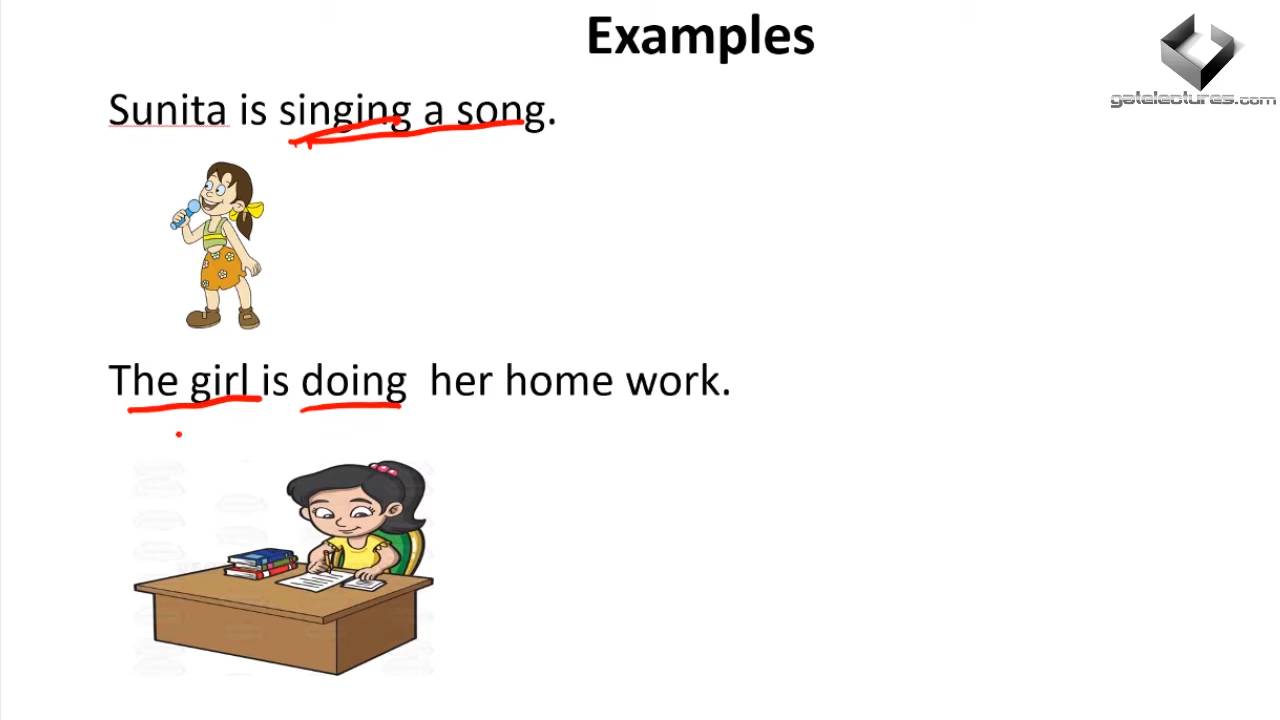 Examples
gatelectures.com
Sunita is singing a song.
The girl is doing her home work.